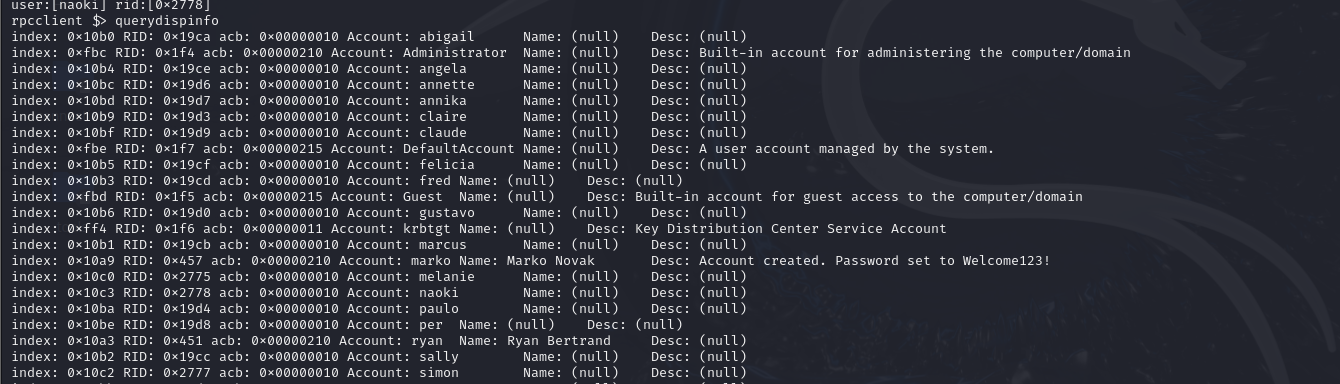 user:[naoki] rid:[0×2778]
rpcclient $> querydispinfo
index: 0×10b0 RID: 0×19ca acb: 0×00000010 Account: abigail Name: (null) Desc: (null)
index: 0×fbc RID: 0×1f4 acb: 0×00000210 Account: Administrator Name: (null) Desc: Built-in account for administering the computer/domain
index: 0×10b4 RID: 0×19ce acb: 0×00000010 Account: angela Name: (null) Desc: (null)
index: 0×10bc RID: 0×19d6 acb: 0×00000010 Account: annette Name: (null) Desc: (null)
index: 0×10bd RID: 0×19d7 acb: 0×00000010 Account: annika Name: (null) Desc: (null)
index: 0×10b9 RID: 0×19d3 acb: 0×00000010 Account: claire Name: (null) Desc: (null)
index: 0×10bf RID: 0×19d9 acb: 0×00000010 Account: claude Name: (null) Desc: (null)
index: 0×fbe RID: 0×1f7 acb: 0×00000215 Account: DefaultAccount Name: (null) Desc: A user account managed by the system.
index: 0×10b5 RID: 0×19cf acb: 0×00000010 Account: felicia Name: (null) Desc: (null)
index: 0×10b3 RID: 0×19cd acb: 0×00000010 Account: fred Name: (null) Desc: (null)
index: 0×fbd RID: 0×1f5 acb: 0×00000215 Account: Guest Name: (null) Desc: Built-in account for guest access to the computer/domain
index: 0×10b6 RID: 0×19d0 acb: 0×00000010 Account: gustavo Name: (null) Desc: (null)
index: 0×ff4 RID: 0×1f6 acb: 0×00000011 Account: krbtgt Name: (null) Desc: Key Distribution Center Service Account
index: 0×10b1 RID: 0×19cb acb: 0×00000010 Account: marcus Name: (null) Desc: (null)
index: 0×10a9 RID: 0×457 acb: 0×00000210 Account: marko Name: Marko Novak Desc: Account created. Password set to Welcome123!
index: 0×10c0 RID: 0×2775 acb: 0×00000010 Account: melanie Name: (null) Desc: (null)
index: 0×10c3 RID: 0×2778 acb: 0×00000010 Account: naoki Name: (null) Desc: (null)
index: 0×10ba RID: 0×19d4 acb: 0×00000010 Account: paulo Name: (null) Desc: (null)
index: 0×10be RID: 0×19d8 acb: 0×00000010 Account: per Name: (null) Desc: (null)
index: 0×10a3 RID: 0×451 acb: 0×00000210 Account: ryan Name: Ryan Bertrand Desc: (null)
index: 0×10b2 RID: 0×19cc acb: 0×00000010 Account: sally Name: (null) Desc: (null)
index: 0×10c2 RID: 0×2777 acb: 0×00000010 Account: simon Name: (null) Desc: (null)